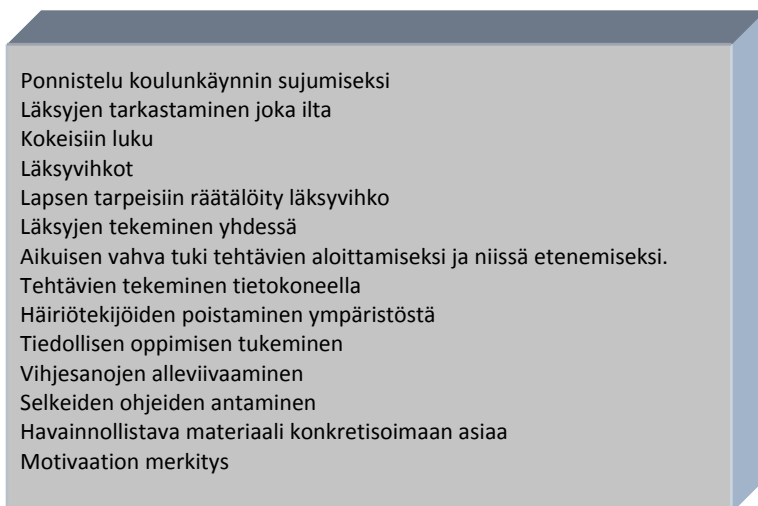 Ponnistelu koulunkäynnin sujumiseksi
Läksyjen tarkastaminen joka ilta
Kokeisiin luku
Läksyvihkot
Lapsen tarpeisiin räätälöity läksyvihko
Läksyjen tekeminen yhdessä
Aikuisen vahva tuki tehtävien aloittamiseksi ja niissä etenemiseksi.
Tehtävien tekeminen tietokoneella
Häiriötekijöiden poistaminen ympäristöstä
Tiedollisen oppimisen tukeminen
Vihjesanojen alleviivaaminen
Selkeiden ohjeiden antaminen
Havainnollistava materiaali konkretisoimaan asiaa
Motivaation merkitys